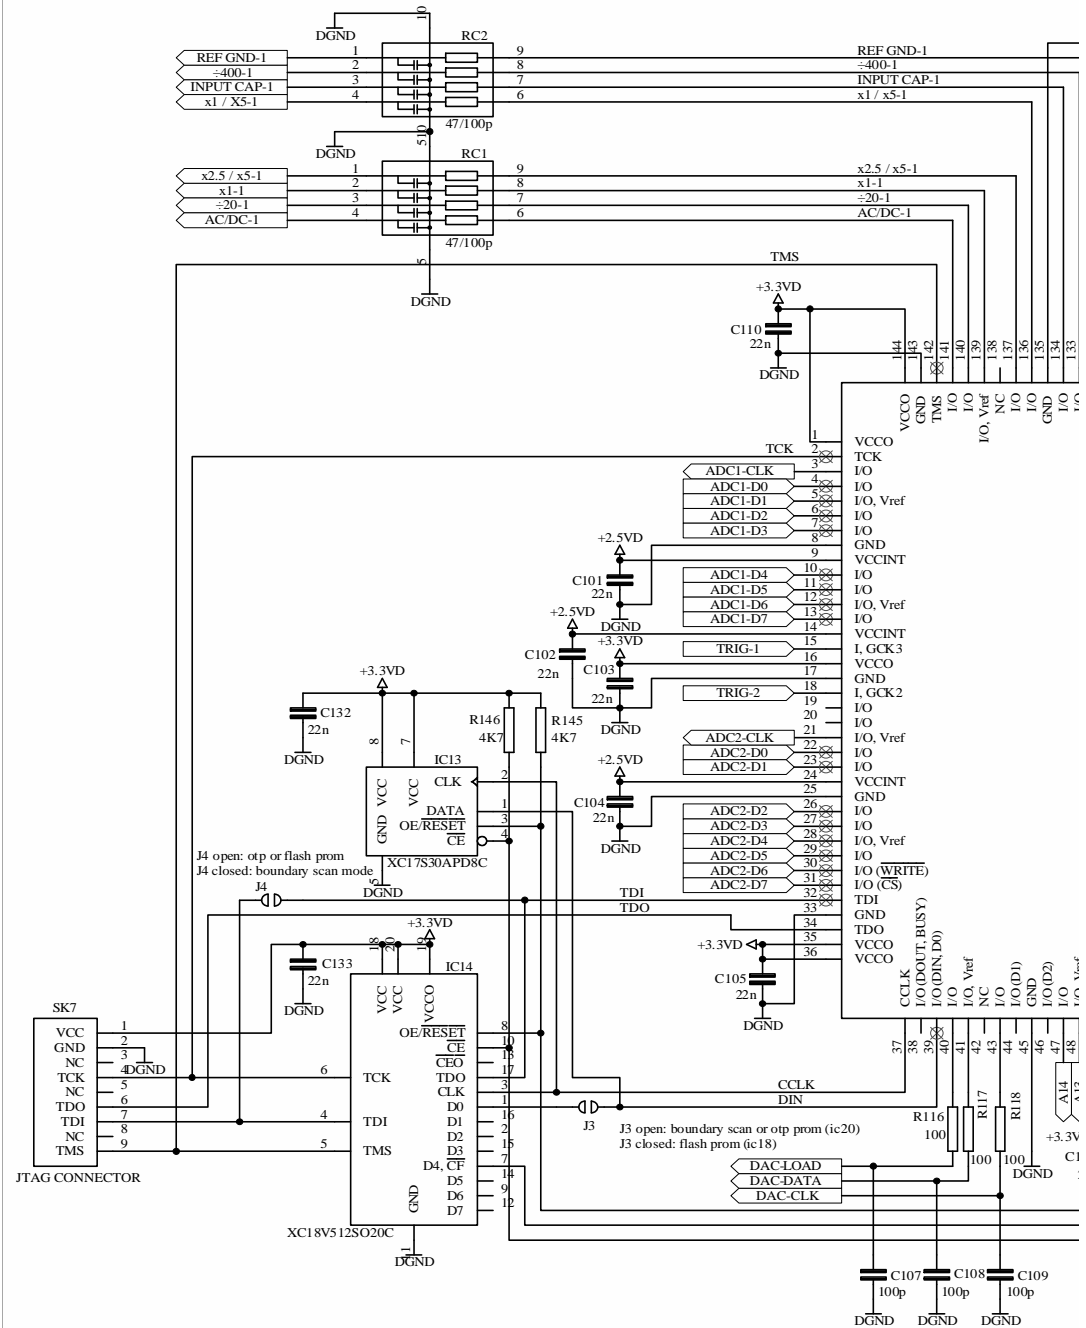 10
DGND
RC2
REF GND-1 1 9 REF GND-1
÷400-1 2 8 ÷400-1
INPUT CAP-1 3 7 INPUT CAP-1
x1 / X5-1 4 6 x1 / x5-1
47/100p
5 10
DGND
RC1
x2.5 / x5-1 1 9 x2.5 / x5-1
x1-1 2 8 x1-1
÷20-1 3 7 ÷20-1
AC/DC-1 4 6 AC/DC-1
47/100p
5
DGND
TMS
+3.3VD
C110
22n
DGND
144 143 142 141 140 139 138 137 136 135 134 133
VCCO GND TMS I/O I/O I/O, Vref NC I/O I/O GND I/O I/O
1 VCCO
TCK 2 TCK
ADC1-CLK 3 I/O
ADC1-D0 4 I/O
ADC1-D1 5 I/O, Vref
ADC1-D2 6 I/O
ADC1-D3 7 I/O
8 GND
+2.5VD
9 VCCINT
C101
22n
DGND
ADC1-D4 10 I/O
ADC1-D5 11 I/O
ADC1-D6 12 I/O, Vref
ADC1-D7 13 I/O
+2.5VD
14 VCCINT
C102
22n
TRIG-1 15 I, GCK3
+3.3VD
16 VCCO
C103
22n
DGND
17 GND
TRIG-2 18 I, GCK2
19 I/O
20 I/O
ADC2-CLK 21 I/O, Vref
ADC2-D0 22 I/O
ADC2-D1 23 I/O
+2.5VD
24 VCCINT
C104
22n
DGND
25 GND
ADC2-D2 26 I/O
ADC2-D3 27 I/O
ADC2-D4 28 I/O, Vref
ADC2-D5 29 I/O
ADC2-D6 30 I/O (WRITE)
ADC2-D7 31 I/O (CS)
32 TDI
33 GND
34 TDO
35 VCCO
36 VCCO
+3.3VD
C105
22n
DGND
+3.3VD
C132
22n
DGND
R146
4K7
R145
4K7
8 7
IC13
VCC VCC
GND
CLK 2
DATA 1
OE/RESET 3
CE 4
XC17S30APD8C
5
DGND
J4 open: otp or flash prom
J4 closed: boundary scan mode
J4
TDI
TDO
+3.3VD
18 20 19
C133
22n
DGND
IC14
VCC VCC VCCO
OE/RESET 8
CE 10
CEO 13
6 TCK TDO 17
CLK 3
D0 1
4 TDI D1 16
D2 2
5 TMS D3 15
D4, CF 7
D5 14
D6 9
D7 12
GND
XC18V512SO20C
11
DGND
SK7
VCC 1
GND 2
NC 3
TCK 4
NC 5
TDO 6
TDI 7
NC 8
TMS 9
DGND
JTAG CONNECTOR
CCLK
DIN
J3
J3 open: boundary scan or otp prom (ic20)
J3 closed: flash prom (ic18)
CCLK I/O (DOUT, BUSY) I/O (DIN, D0) I/O I/O, Vref NC I/O I/O (D1) GND I/O (D2) I/O I/O, Vref
37 38 39 40 41 42 43 44 45 46 47 48
R116
100
R117
100
R118
100
A14
A13
+3.3V
DGND
DAC-LOAD
DAC-DATA
DAC-CLK
C107
100p
C108
100p
C109
100p
DGND
DGND
DGND